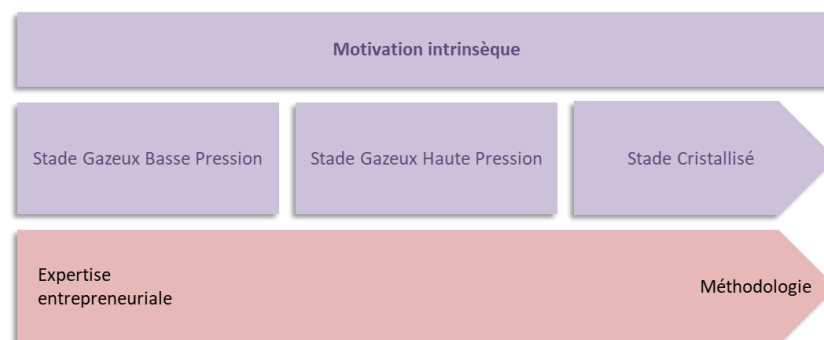 Motivation intrinsèque
Stade Gazeux Basse Pression
Stade Gazeux Haute Pression
Stade Cristallisé
Expertise
entrepreneuriale
Méthodologie